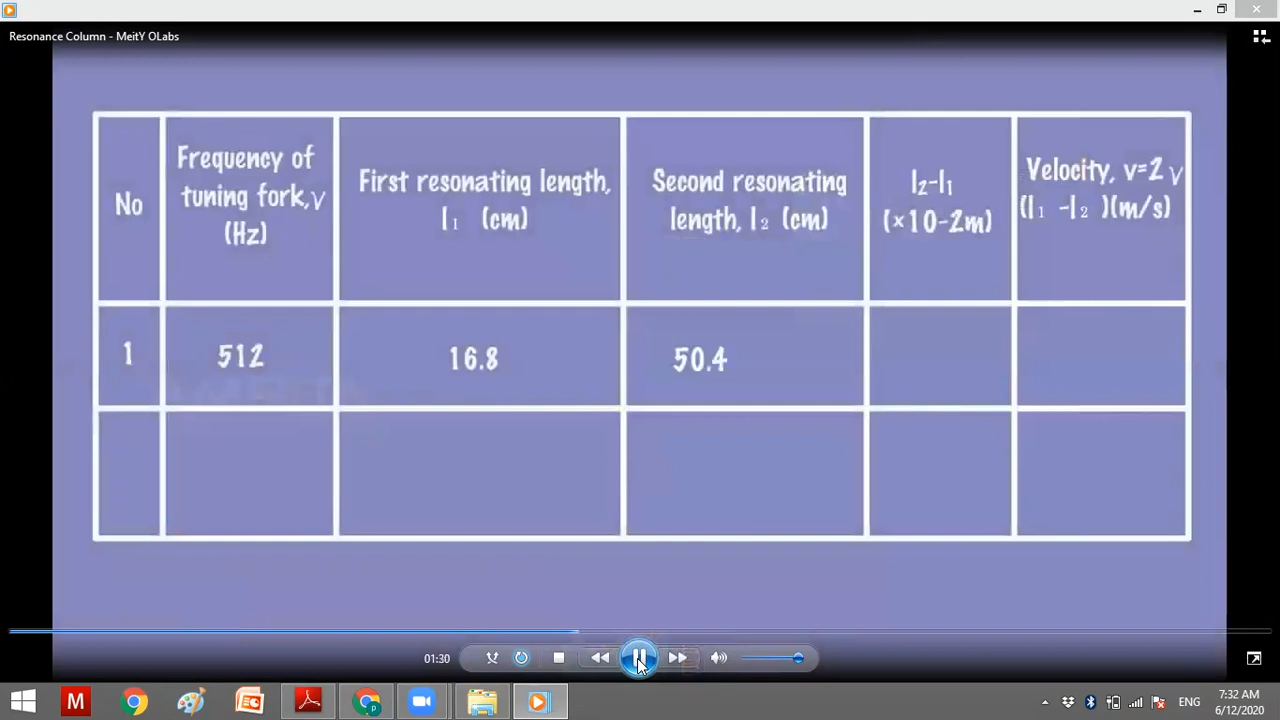 Resonance Column - MeitY OLabs
No
Frequency of
tuning fork,ν
(Hz)
First resonating length,
l₁ (cm)
Second resonating
length, l₂ (cm)
l₂-l₁
(×10-2m)
Velocity, v=2ν
(l₁ -l₂ )(m/s)
1
512
16.8
50.4
01:30
M
P
ENG
7:32 AM
6/12/2020